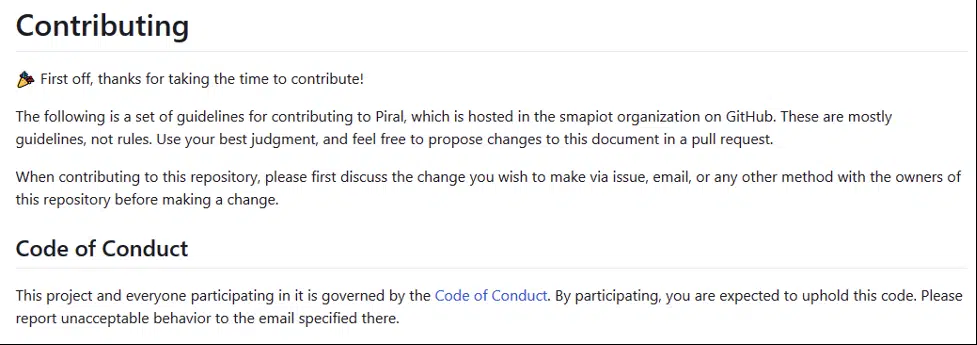 Contributing
🎉 First off, thanks for taking the time to contribute!
The following is a set of guidelines for contributing to Piral, which is hosted in the smapiot organization on GitHub. These are mostly
guidelines, not rules. Use your best judgment, and feel free to propose changes to this document in a pull request.
When contributing to this repository, please first discuss the change you wish to make via issue, email, or any other method with the owners of
this repository before making a change.
Code of Conduct
This project and everyone participating in it is governed by the Code of Conduct. By participating, you are expected to uphold this code. Please
report unacceptable behavior to the email specified there.